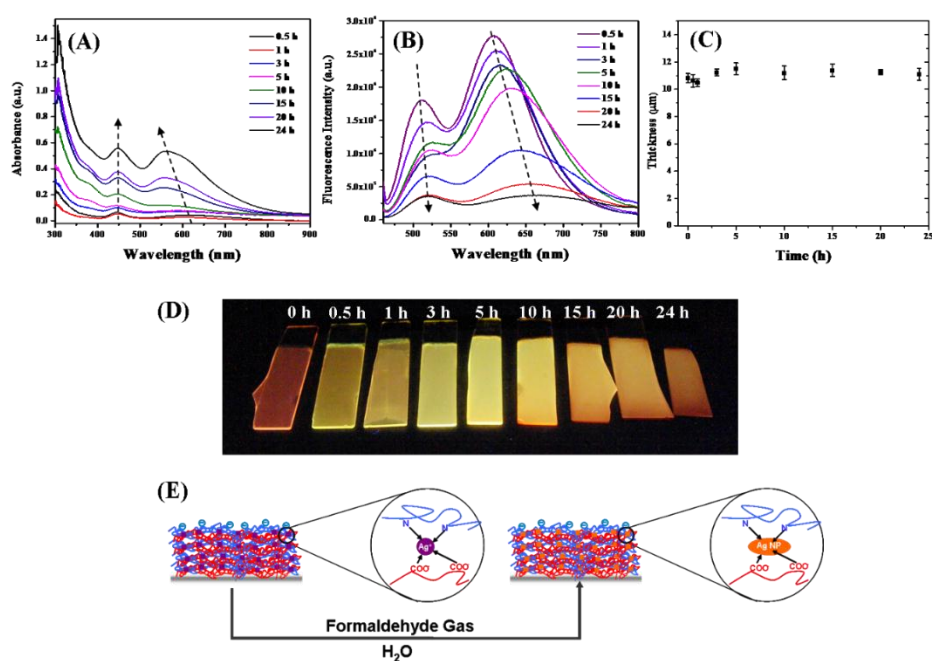 (A)
Absorbance (a.u.)
1.4
1.2
1.0
0.8
0.6
0.4
0.2
0.0
300 400 500 600 700 800 900
Wavelength (nm)
0.5 h
1 h
3 h
5 h
10 h
15 h
20 h
24 h
(B)
Fluorescence Intensity (a.u.)
3.0x10⁴
2.5x10⁴
2.0x10⁴
1.5x10⁴
1.0x10⁴
5.0x10³
0.0
500 550 600 650 700 750 800
Wavelength (nm)
0.5 h
1 h
3 h
5 h
10 h
15 h
20 h
24 h
(C)
Thickness (μm)
16
14
12
10
8
6
4
2
0
0 5 10 15 20 25
Time (h)
(D)
0 h 0.5 h 1 h 3 h 5 h 10 h 15 h 20 h 24 h
(E)
N N
Ag⁺
COO COO
N N
Ag NP
COO COO
Formaldehyde Gas
H₂O